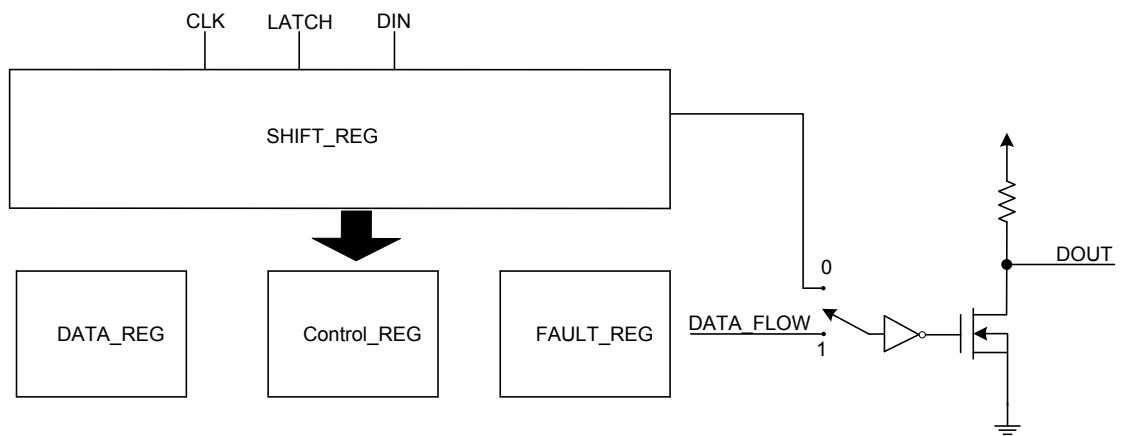 CLK LATCH DIN
SHIFT_REG
DOUT
0
DATA_REG Control_REG FAULT_REG DATA_FLOW
1